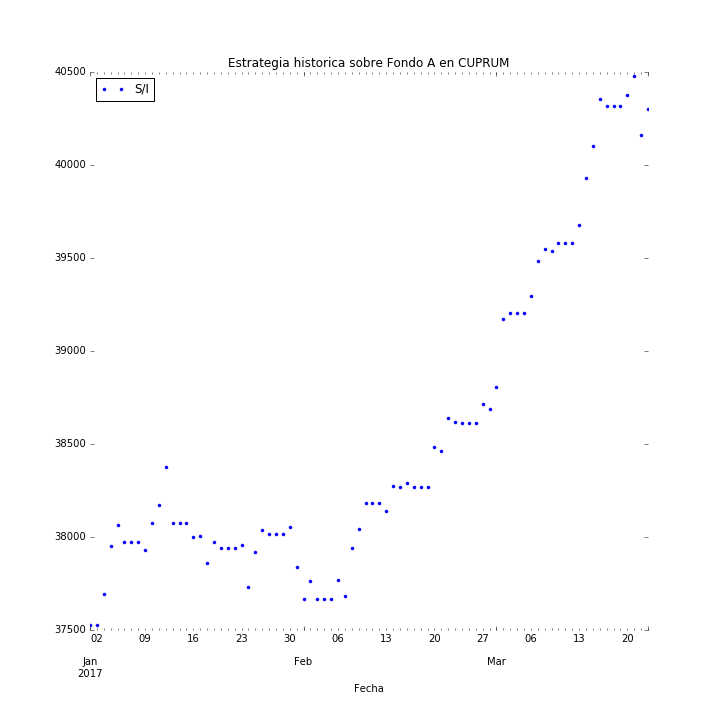 Estrategia historica sobre Fondo A en CUPRUM
S/I
40500
40000
39500
39000
38500
38000
37500
02 09 16 23 30 06 13 20 27 06 13 20
Jan Feb Mar
2017
Fecha